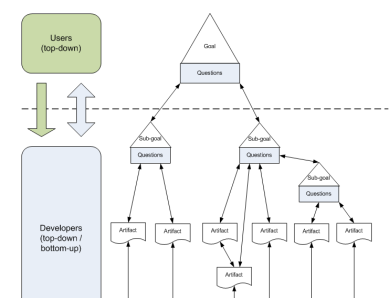 Users
(top-down)
Goal
Questions
Sub-goal
Questions
Sub-goal
Questions
Sub-goal
Questions
Developers
(top-down /
bottom-up)
Artifact
Artifact
Artifact
Artifact
Artifact
Artifact
Artifact